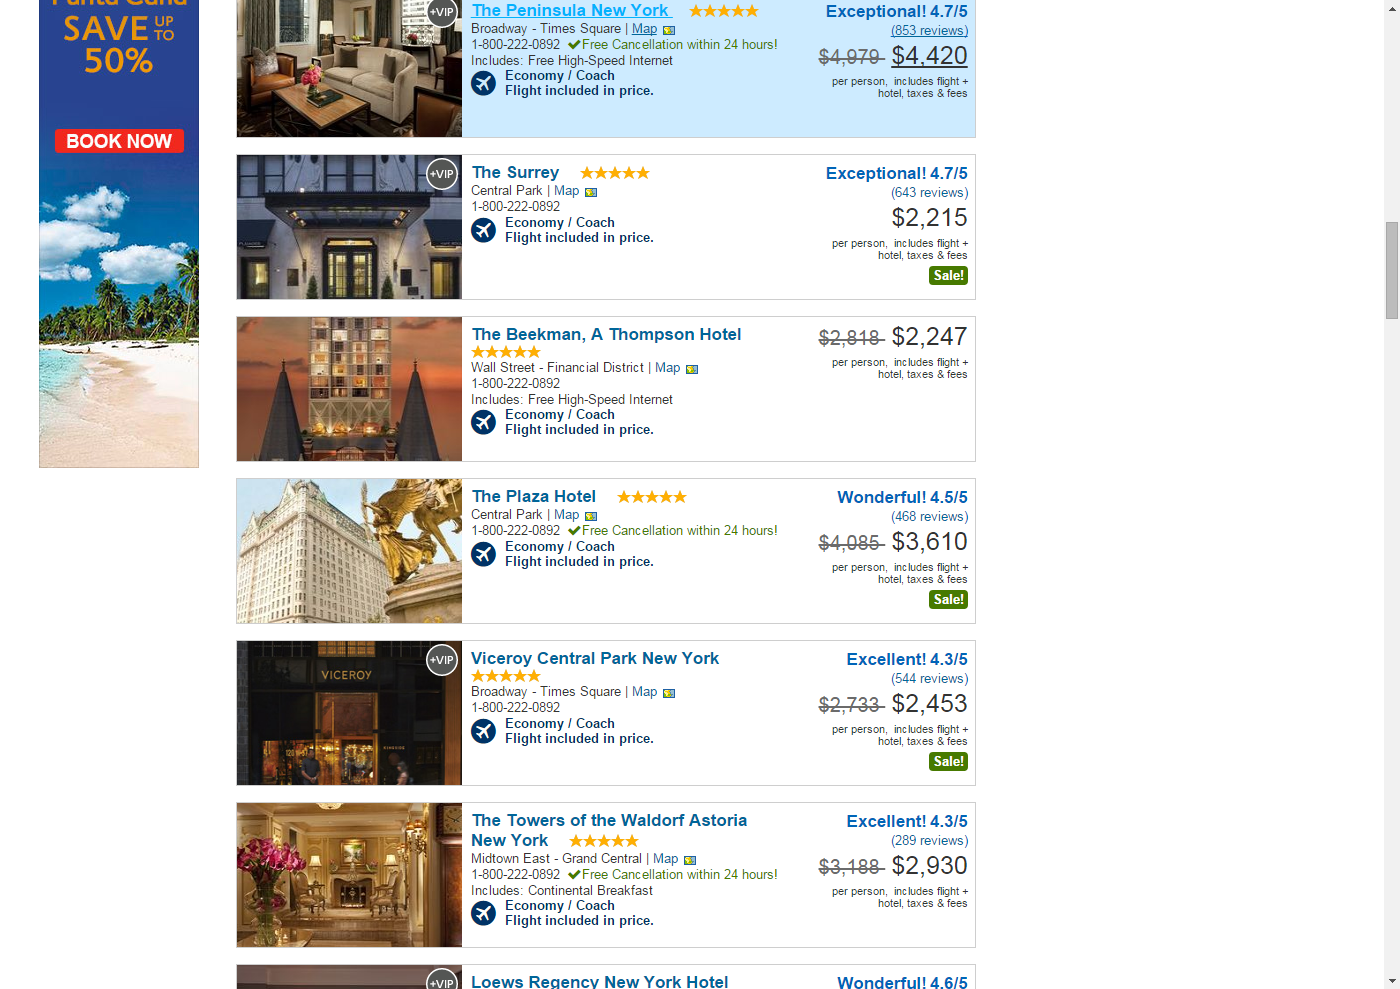 Punta Cana
SAVE UP TO
50%
BOOK NOW
+VIP
The Peninsula New York
Exceptional! 4.7/5
Broadway - Times Square | Map
(853 reviews)
1-800-222-0892 Free Cancellation within 24 hours!
$4,979 $4,420
Includes: Free High-Speed Internet
Economy / Coach
Flight included in price.
per person, includes flight +
hotel, taxes & fees
+VIP
The Surrey
Exceptional! 4.7/5
Central Park | Map
(643 reviews)
1-800-222-0892
$2,215
Economy / Coach
Flight included in price.
per person, includes flight +
hotel, taxes & fees
Sale!
The Beekman, A Thompson Hotel
$2,818 $2,247
Wall Street - Financial District | Map
per person, includes flight +
hotel, taxes & fees
1-800-222-0892
Includes: Free High-Speed Internet
Economy / Coach
Flight included in price.
The Plaza Hotel
Wonderful! 4.5/5
Central Park | Map
(468 reviews)
1-800-222-0892 Free Cancellation within 24 hours!
$4,085 $3,610
Economy / Coach
Flight included in price.
per person, includes flight +
hotel, taxes & fees
Sale!
VICEROY
+VIP
Viceroy Central Park New York
Excellent! 4.3/5
(544 reviews)
Broadway - Times Square | Map
$2,733 $2,453
1-800-222-0892
Economy / Coach
Flight included in price.
per person, includes flight +
hotel, taxes & fees
Sale!
The Towers of the Waldorf Astoria
New York
Excellent! 4.3/5
(289 reviews)
Midtown East - Grand Central | Map
$3,188 $2,930
1-800-222-0892 Free Cancellation within 24 hours!
Includes: Continental Breakfast
per person, includes flight +
hotel, taxes & fees
Economy / Coach
Flight included in price.
+VIP
Loews Regency New York Hotel
Wonderful! 4.6/5